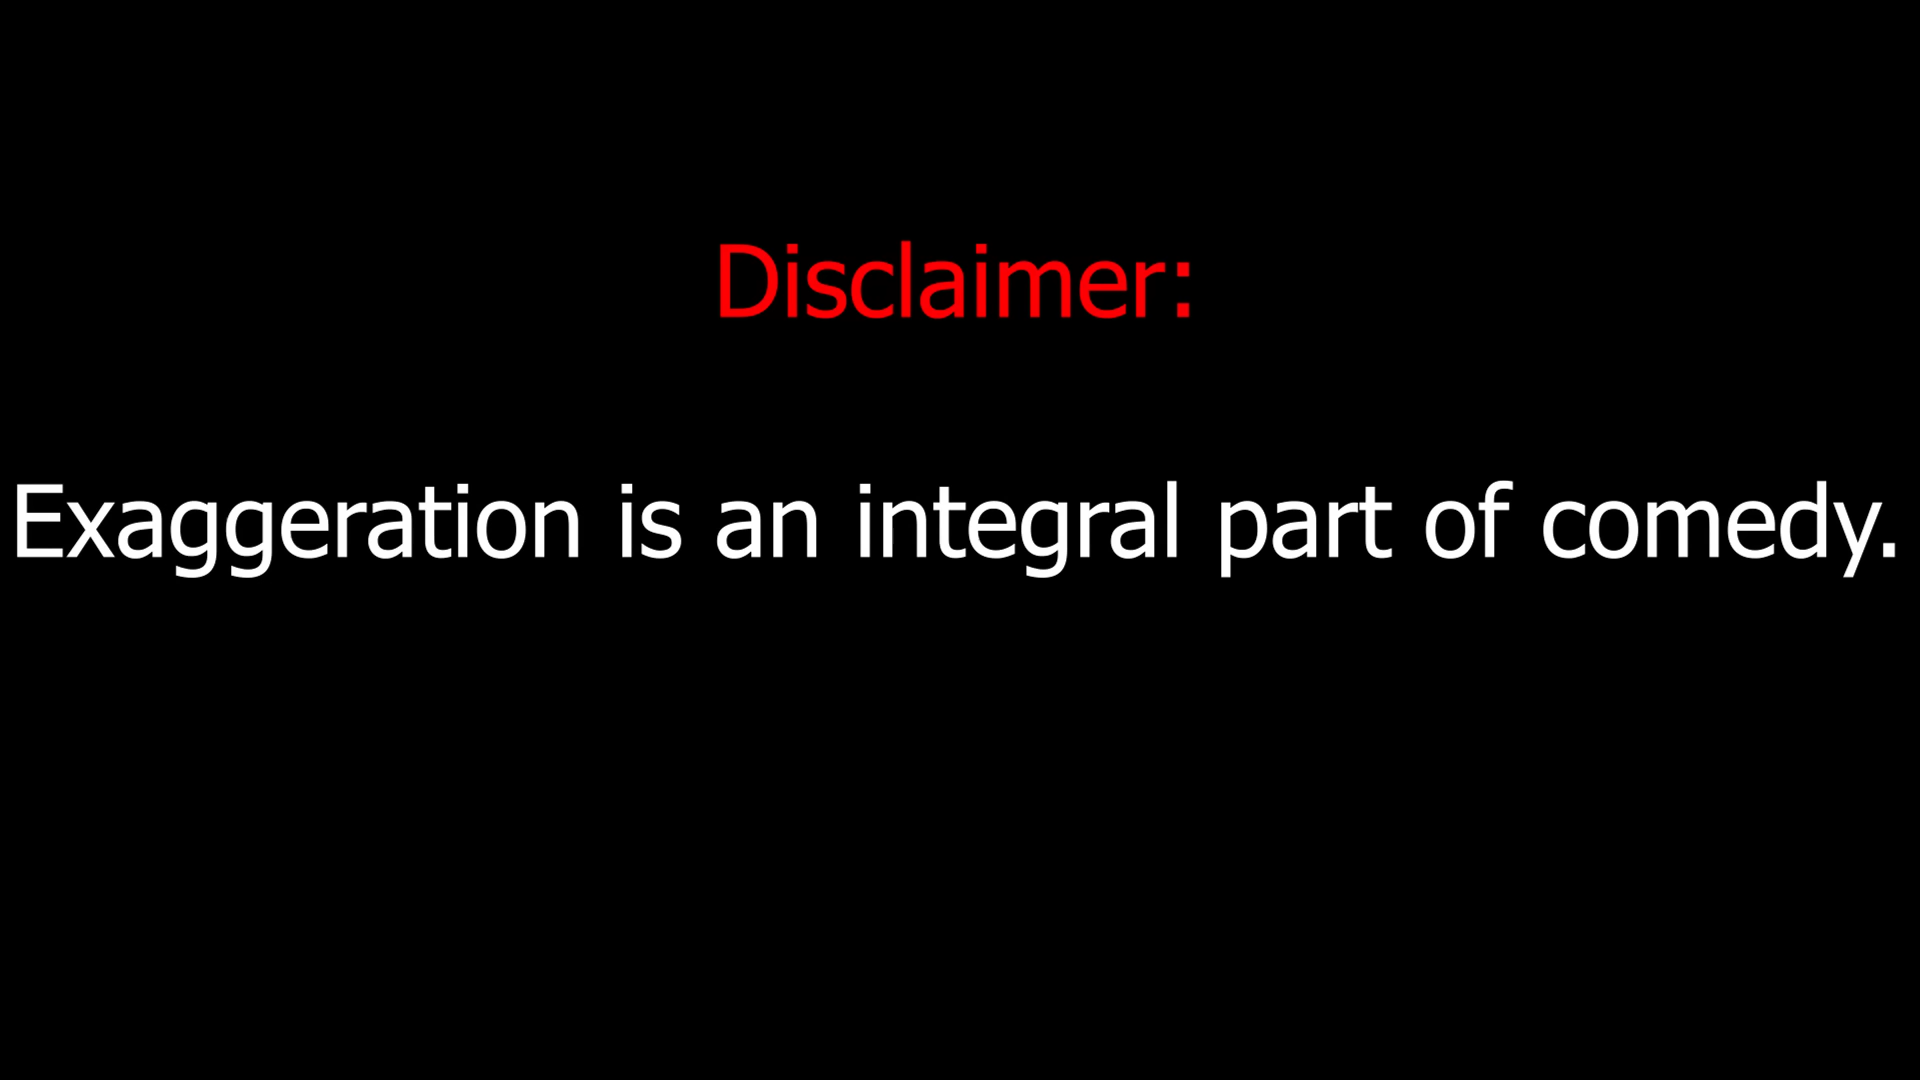 Disclaimer:
Exaggeration is an integral part of comedy.